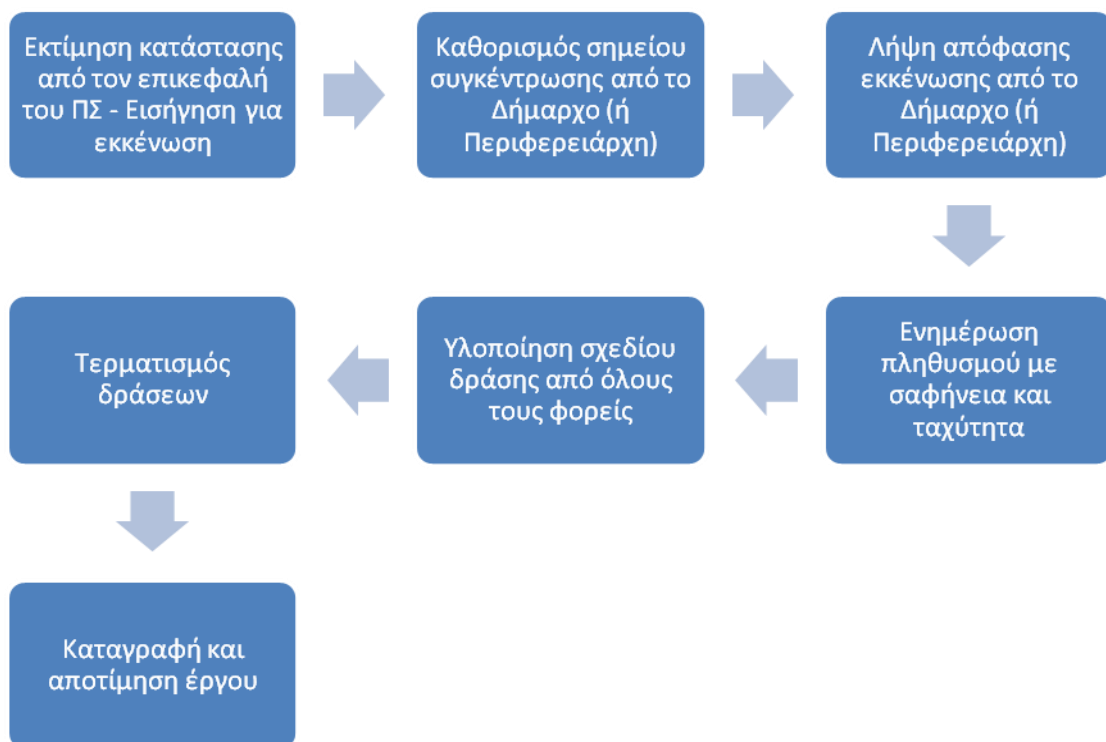 Εκτίμηση κατάστασης
από τον επικεφαλή
του ΠΣ - Εισήγηση για
εκκένωση
Καθορισμός σημείου
συγκέντρωσης από το
Δήμαρχο (ή
Περιφερειάρχη)
Λήψη απόφασης
εκκένωσης από το
Δήμαρχο (ή
Περιφερειάρχη)
Ενημέρωση
πληθυσμού με
σαφήνεια και
ταχύτητα
Υλοποίηση σχεδίου
δράσης από όλους
τους φορείς
Τερματισμός
δράσεων
Καταγραφή και
αποτίμηση έργου